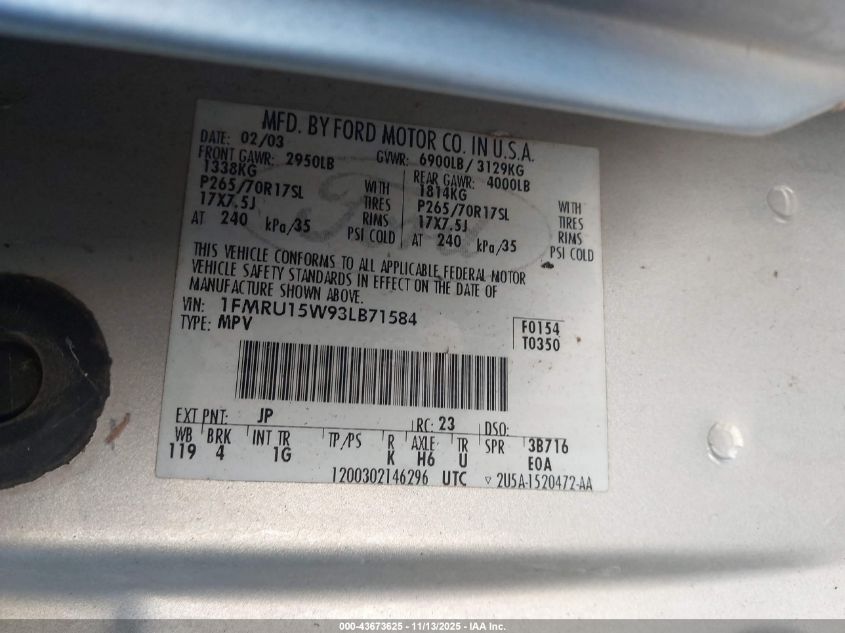 MFD. BY FORD MOTOR CO. IN U.S.A.
DATE: 02/03 GVWR: 6900LB / 3129KG
FRONT GAWR: 2950LB REAR GAWR: 4000LB
1338KG WITH 1814KG WITH
P265/70R17SL TIRES P265/70R17SL TIRES
17X7.5J RIMS 17X7.5J RIMS
AT 240 kPa/35 PSI COLD AT 240 kPa/35 PSI COLD
Ford
THIS VEHICLE CONFORMS TO ALL APPLICABLE FEDERAL MOTOR
VEHICLE SAFETY STANDARDS IN EFFECT ON THE DATE OF
MANUFACTURE SHOWN ABOVE.
VIN: 1FMRU15W93LB71584
TYPE: MPV
F0154
T0350
EXT PNT: JP RC: 23 DSO:
WB BRK INT TR TP/PS R AXLE TR SPR 3B716
119 4 1G K H6 U E0A
1200302146296 UTC ▽ 2U5A-1520472-AA
000-43673625 - 11/13/2025 - IAA Inc.